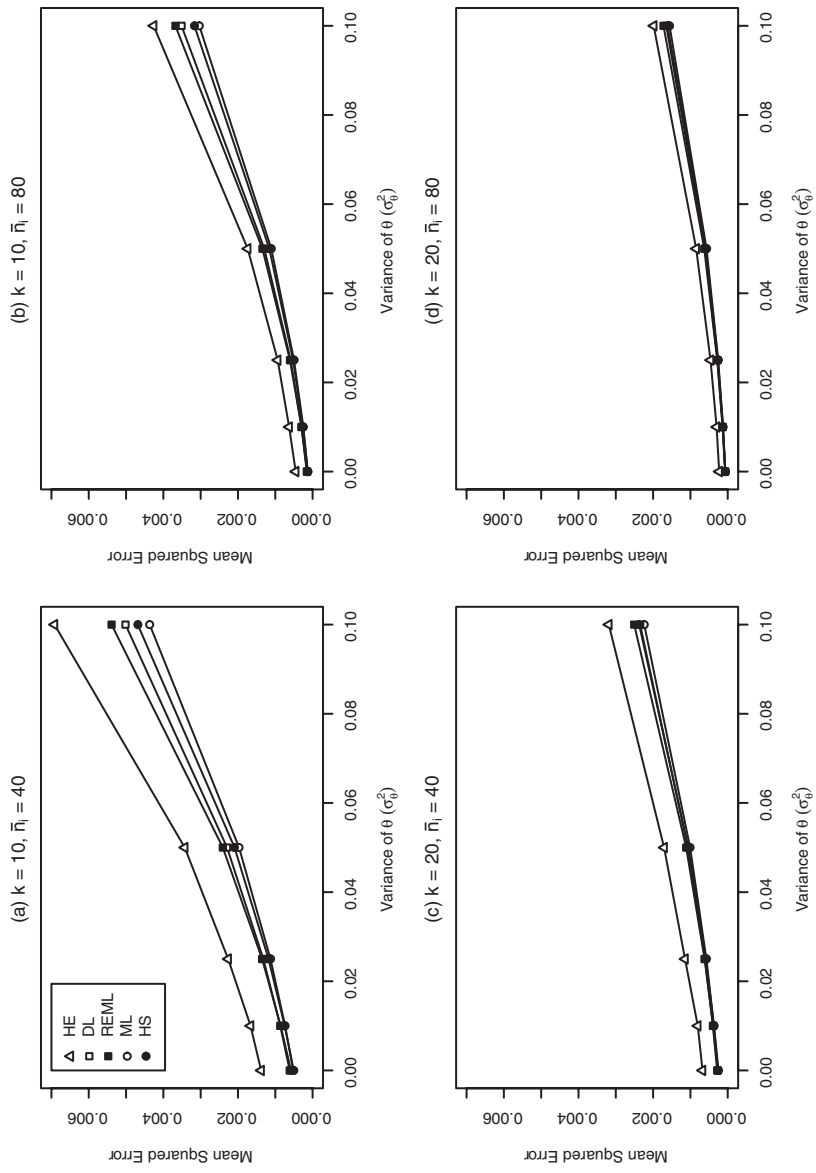 (a) k = 10, n̄ᵢ = 40
Mean Squared Error
0.006
0.004
0.002
0.000
HE
DL
REML
ML
HS
0.00 0.02 0.04 0.06 0.08 0.10
Variance of θ (σ²_θ)
(b) k = 10, n̄ᵢ = 80
Mean Squared Error
0.006
0.004
0.002
0.000
0.00 0.02 0.04 0.06 0.08 0.10
Variance of θ (σ²_θ)
(c) k = 20, n̄ᵢ = 40
Mean Squared Error
0.006
0.004
0.002
0.000
0.00 0.02 0.04 0.06 0.08 0.10
Variance of θ (σ²_θ)
(d) k = 20, n̄ᵢ = 80
Mean Squared Error
0.006
0.004
0.002
0.000
0.00 0.02 0.04 0.06 0.08 0.10
Variance of θ (σ²_θ)